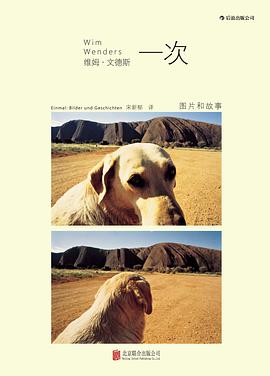 后浪出版公司
Wim
Wenders
维姆·文德斯
一次
Einmal: Bilder und Geschichten 宋新郁 译
图片和故事
北京联合出版公司
Beijing United Publishing Co.,Ltd.